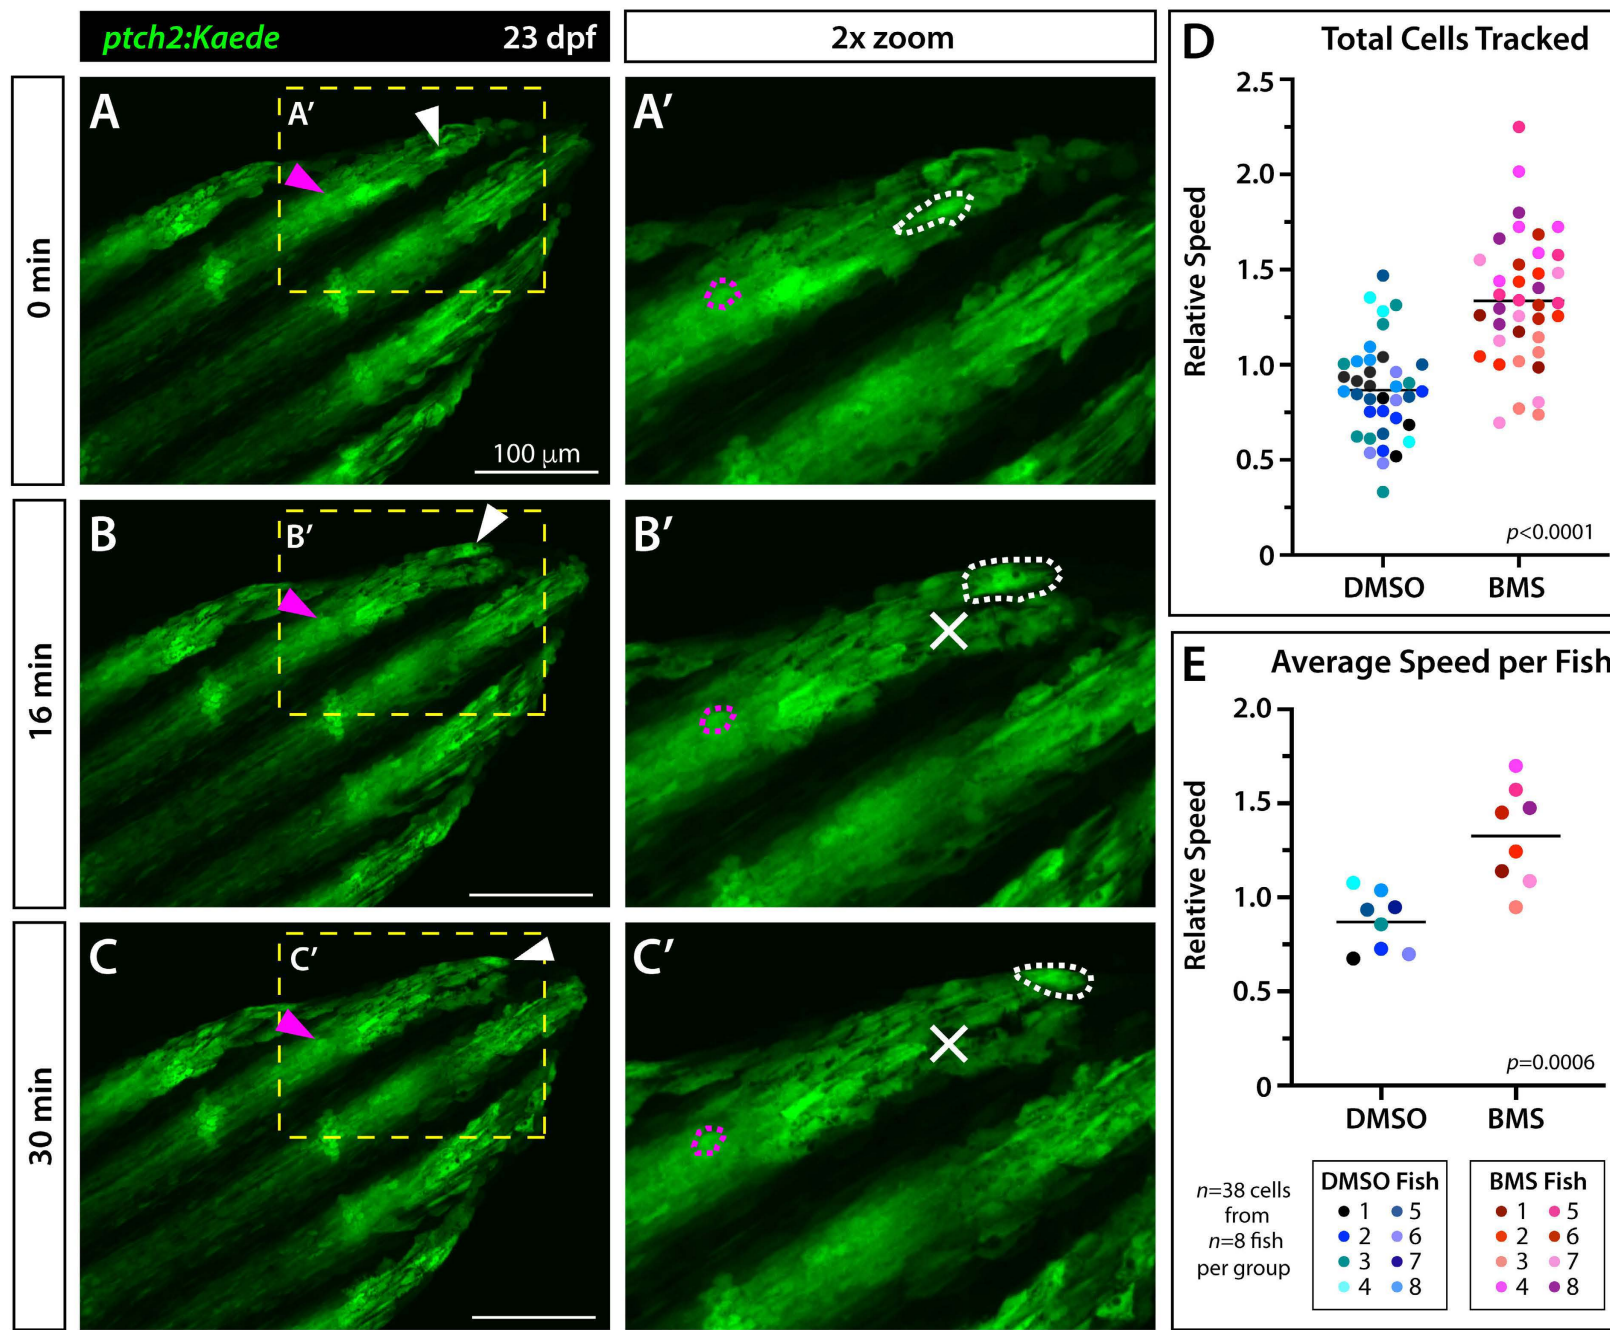 ptch2:Kaede 23 dpf
2x zoom
0 min
A
A′
100 μm
A′
16 min
B
B′
B′
30 min
C
C′
C′
D Total Cells Tracked
Relative Speed
2.5
2.0
1.5
1.0
0.5
0
p<0.0001
DMSO BMS
E Average Speed per Fish
Relative Speed
2.0
1.5
1.0
0.5
0
p=0.0006
DMSO BMS
n=38 cells
from
n=8 fish
per group
DMSO Fish
1 5
2 6
3 7
4 8
BMS Fish
1 5
2 6
3 7
4 8